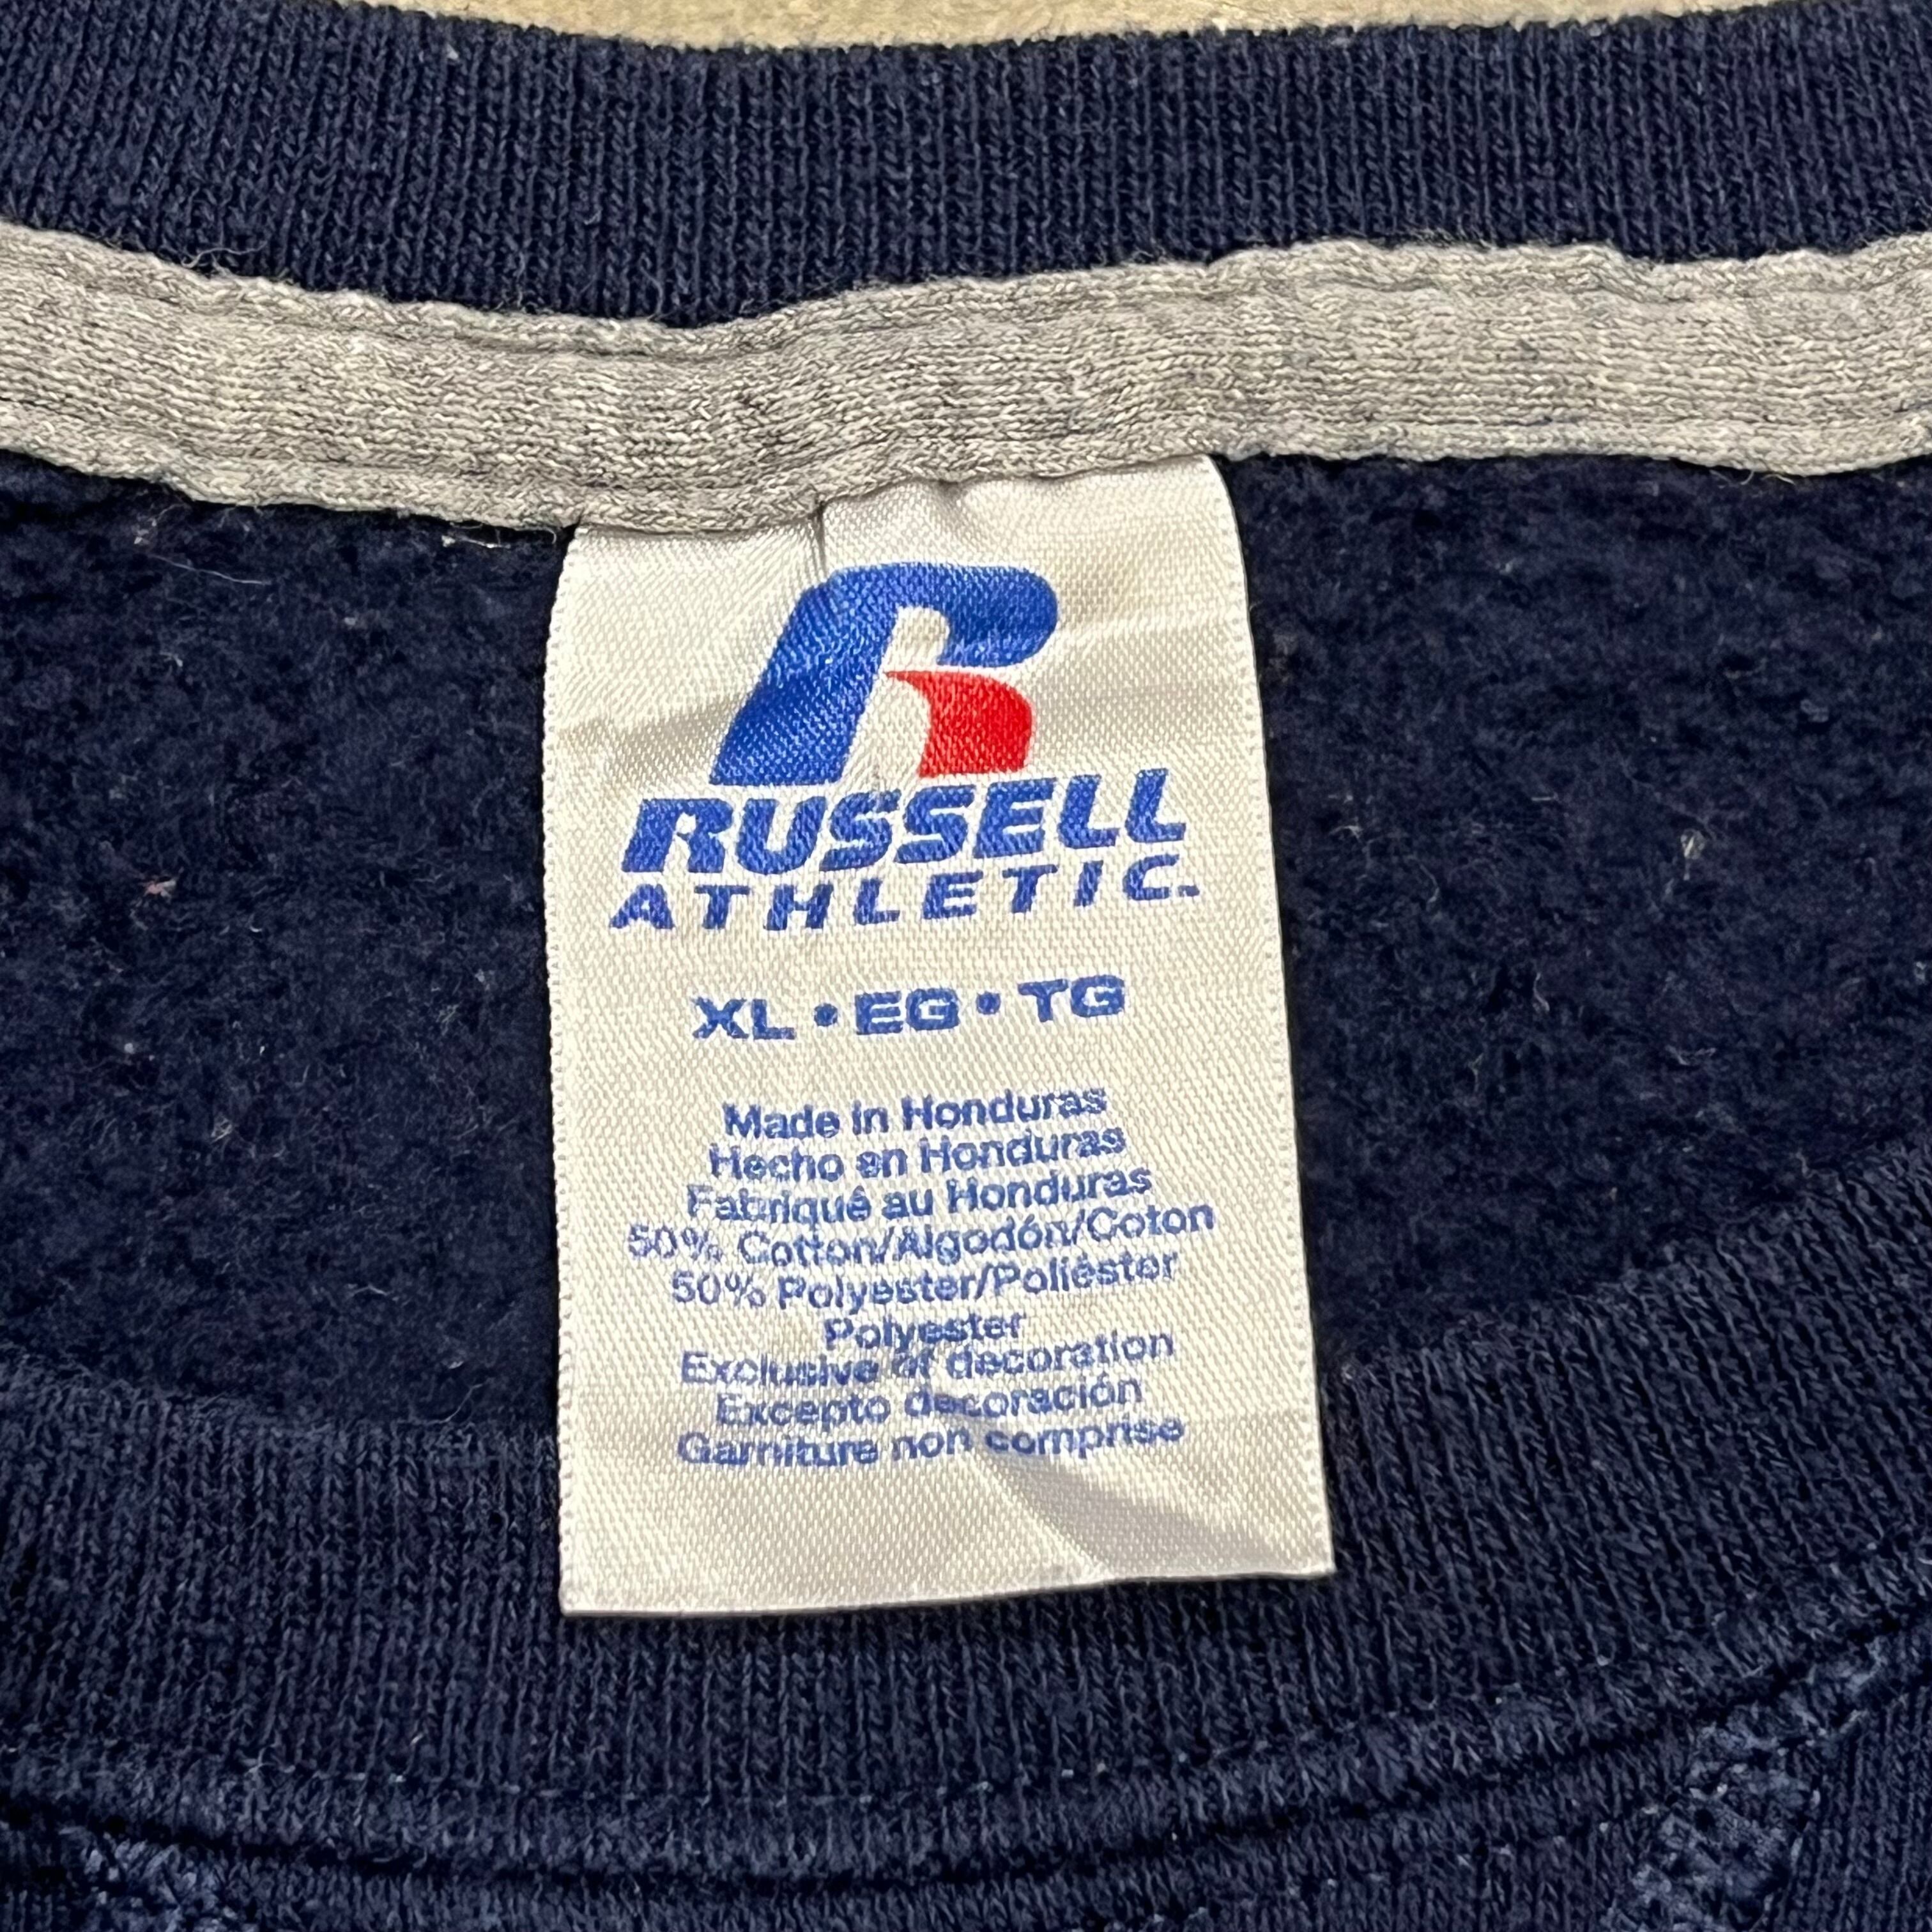 R
RUSSELL
ATHLETIC
XL • EG • TG
Made in Honduras
Hecho en Honduras
Fabriqué au Honduras
50% Cotton/Algodón/Coton
50% Polyester/Poliéster
Polyester
Exclusive of decoration
Excepto decoración
Garniture non comprise